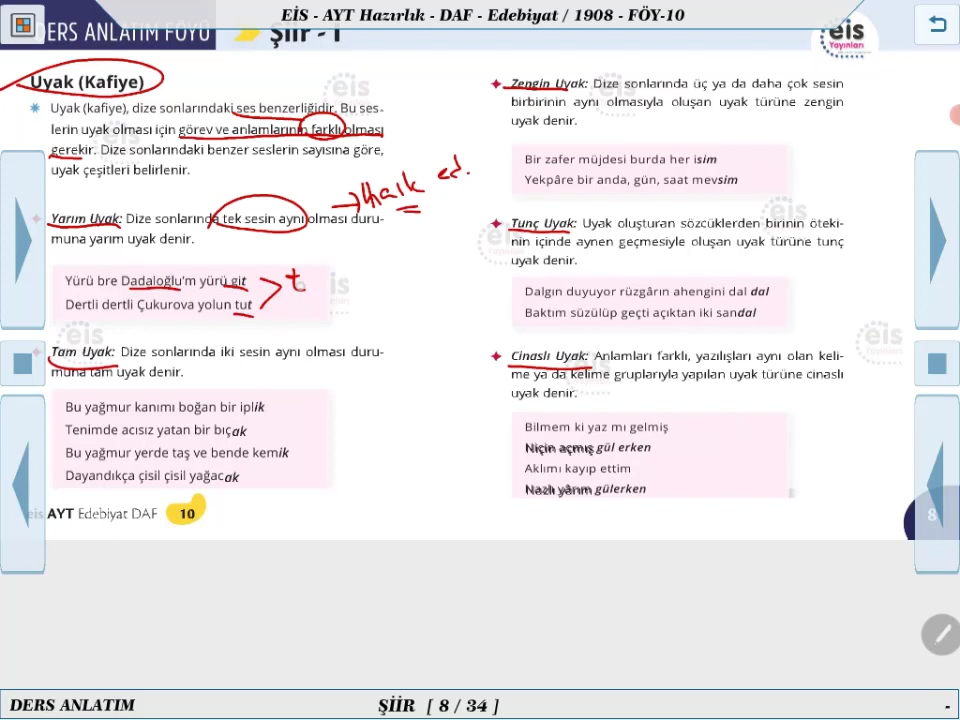 EİS - AYT Hazırlık - DAF - Edebiyat / 1908 - FÖY-10
DERS ANLATIM FÖYÜ
Şiir - 1
eis
Yayınları
Uyak (Kafiye)
Uyak (kafiye), dize sonlarındaki ses benzerliğidir. Bu ses-
lerin uyak olması için görev ve anlamlarının farklı olması
gerekir. Dize sonlarındaki benzer seslerin sayısına göre,
uyak çeşitleri belirlenir.
→ Halk ed.
Yarım Uyak: Dize sonlarında tek sesin aynı olması duru-
muna yarım uyak denir.
Yürü bre Dadaloğlu'm yürü git
Dertli dertli Çukurova yolun tut
> t
Tam Uyak: Dize sonlarında iki sesin aynı olması duru-
muna tam uyak denir.
Bu yağmur kanımı boğan bir iplik
Tenimde acısız yatan bir bıçak
Bu yağmur yerde taş ve bende kemik
Dayandıkça çisil çisil yağacak
eis AYT Edebiyat DAF 10
Zengin Uyak: Dize sonlarında üç ya da daha çok sesin
birbirinin aynı olmasıyla oluşan uyak türüne zengin
uyak denir.
Bir zafer müjdesi burda her isim
Yekpâre bir anda, gün, saat mevsim
Tunç Uyak: Uyak oluşturan sözcüklerden birinin öteki-
nin içinde aynen geçmesiyle oluşan uyak türüne tunç
uyak denir.
Dalgın duyuyor rüzgârın ahengini dal dal
Baktım süzülüp geçti açıktan iki sandal
Cinaslı Uyak: Anlamları farklı, yazılışları aynı olan keli-
me ya da kelime gruplarıyla yapılan uyak türüne cinaslı
uyak denir.
Bilmem ki yaz mı gelmiş
Niçin açmış gül erken
Aklımı kayıp ettim
Nazlı yârim gülerken
8
DERS ANLATIM
ŞİİR [ 8 / 34 ]
-